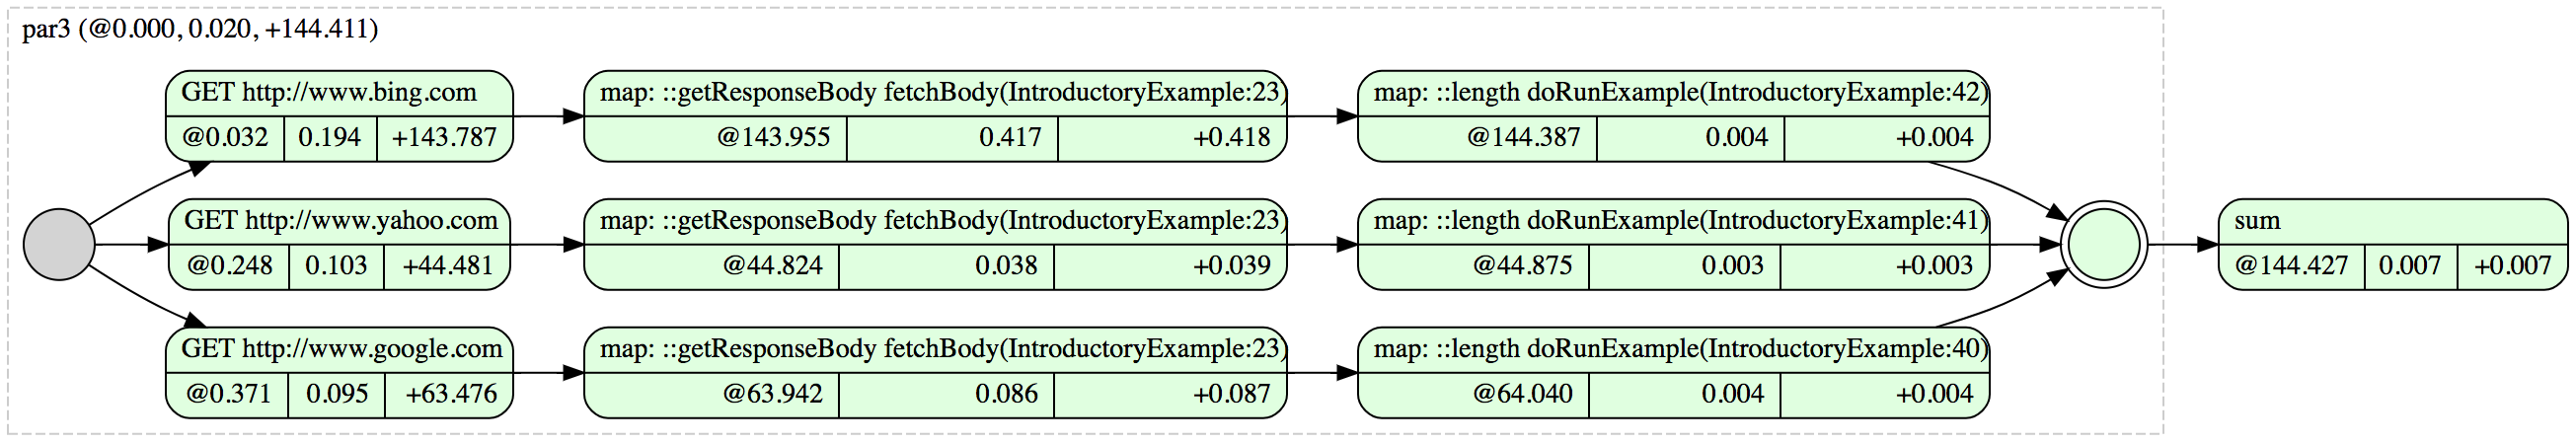 par3 (@0.000, 0.020, +144.411)
GET http://www.bing.com
@0.032 0.194 +143.787
map: ::getResponseBody fetchBody(IntroductoryExample:23)
@143.955 0.417 +0.418
map: ::length doRunExample(IntroductoryExample:42)
@144.387 0.004 +0.004
GET http://www.yahoo.com
@0.248 0.103 +44.481
map: ::getResponseBody fetchBody(IntroductoryExample:23)
@44.824 0.038 +0.039
map: ::length doRunExample(IntroductoryExample:41)
@44.875 0.003 +0.003
sum
@144.427 0.007 +0.007
GET http://www.google.com
@0.371 0.095 +63.476
map: ::getResponseBody fetchBody(IntroductoryExample:23)
@63.942 0.086 +0.087
map: ::length doRunExample(IntroductoryExample:40)
@64.040 0.004 +0.004